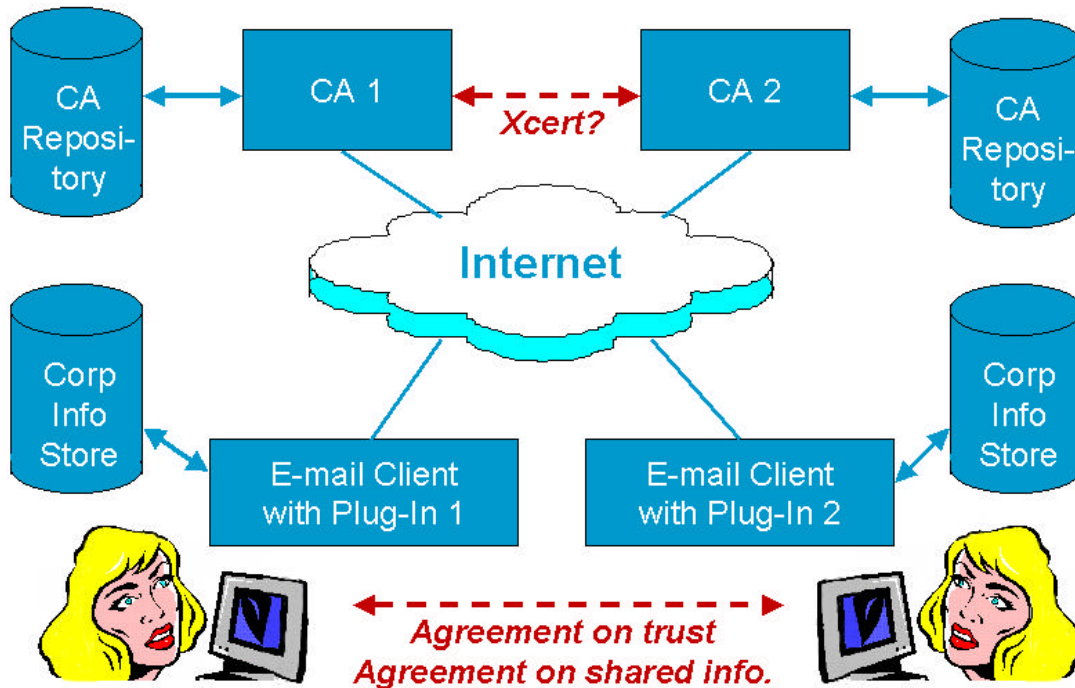 CA
Reposi-
tory
CA 1
Xcert?
CA 2
CA
Reposi-
tory
Internet
Corp
Info
Store
E-mail Client
with Plug-In 1
E-mail Client
with Plug-In 2
Corp
Info
Store
Agreement on trust
Agreement on shared info.